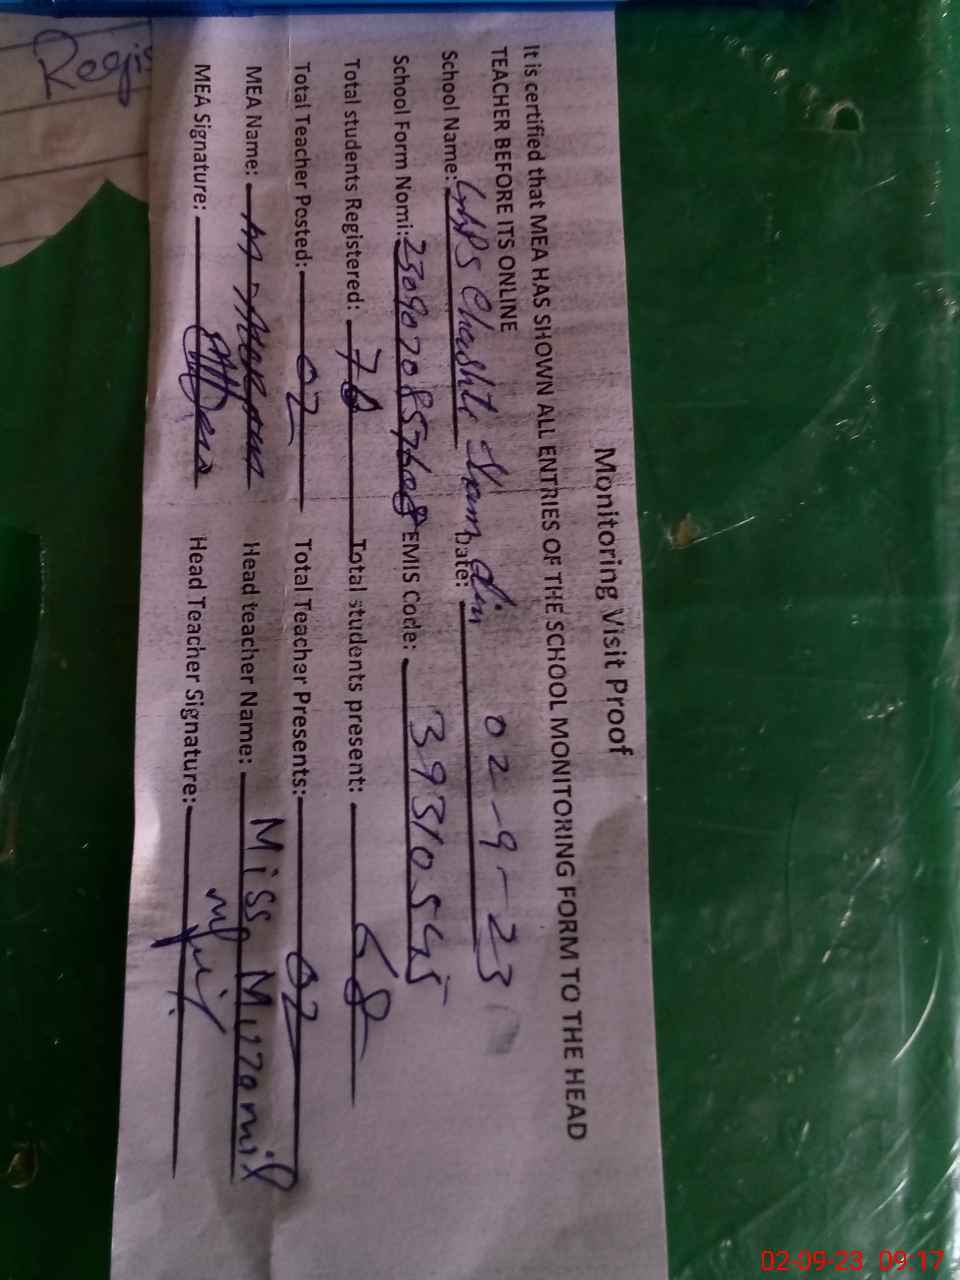 Monitoring Visit Proof
It is certified that MEA HAS SHOWN ALL ENTRIES OF THE SCHOOL MONITORING FORM TO THE HEAD
TEACHER BEFORE ITS ONLINE
School Name: Date: 02-9-23
School Form Nomi: EMIS Code: 39310545
Total students Registered: Total students present: 68
Total Teacher Posted: 02 Total Teacher Presents: 02
MEA Name: Head teacher Name: Miss Muzzamil
MEA Signature: Head Teacher Signature:
Regis
02-09-23 09:17